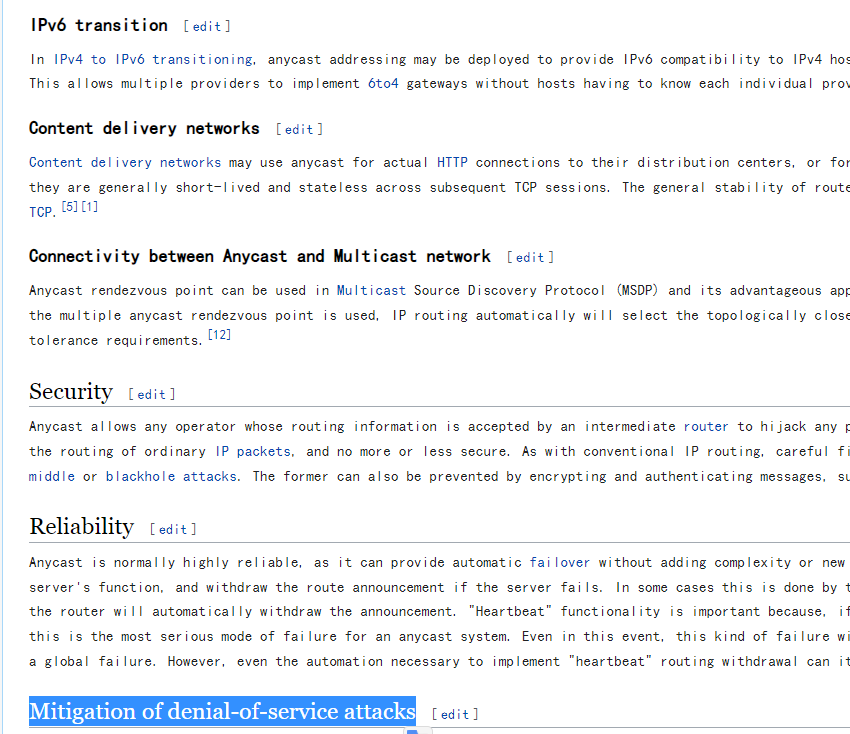 IPv6 transition [edit]
In IPv4 to IPv6 transitioning, anycast addressing may be deployed to provide IPv6 compatibility to IPv4
This allows multiple providers to implement 6to4 gateways without hosts having to know each individual
Content delivery networks [edit]
Content delivery networks may use anycast for actual HTTP connections to their distribution centers, or
they are generally short-lived and stateless across subsequent TCP sessions. The general stability of
TCP.[5][1]
Connectivity between Anycast and Multicast network [edit]
Anycast rendezvous point can be used in Multicast Source Discovery Protocol (MSDP) and its advantageous
the multiple anycast rendezvous point is used, IP routing automatically will select the topologically
tolerance requirements.[12]
Security [edit]
Anycast allows any operator whose routing information is accepted by an intermediate router to hijack any
the routing of ordinary IP packets, and no more or less secure. As with conventional IP routing, careful
middle or blackhole attacks. The former can also be prevented by encrypting and authenticating messages,
Reliability [edit]
Anycast is normally highly reliable, as it can provide automatic failover without adding complexity or new
server's function, and withdraw the route announcement if the server fails. In some cases this is done by
the router will automatically withdraw the announcement. "Heartbeat" functionality is important because,
this is the most serious mode of failure for an anycast system. Even in this event, this kind of failure
a global failure. However, even the automation necessary to implement "heartbeat" routing withdrawal can
Mitigation of denial-of-service attacks [edit]